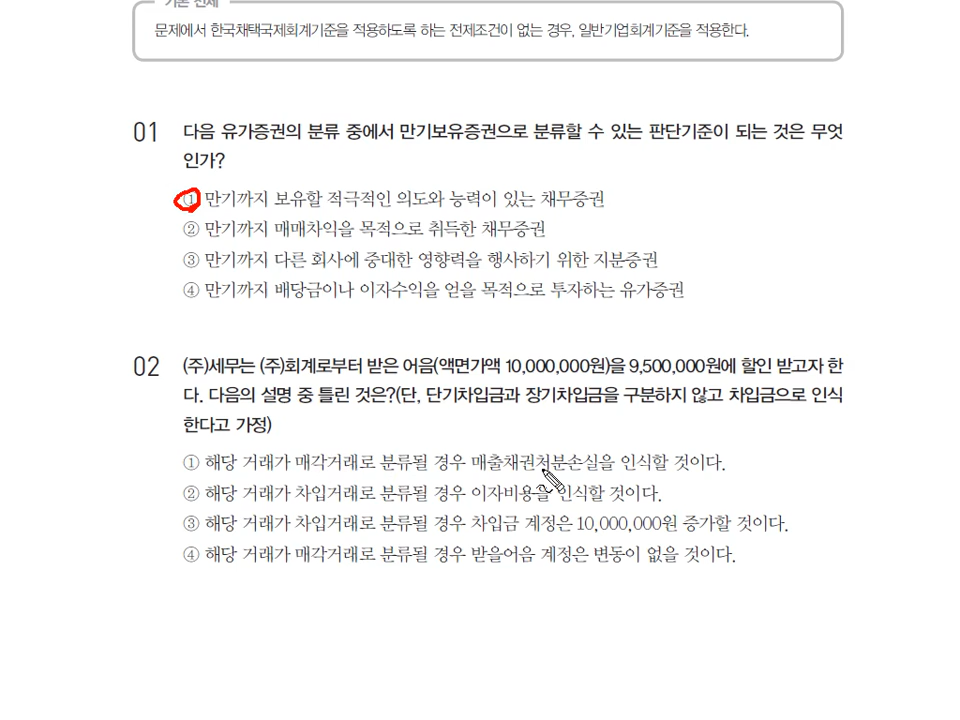 기본 전제
문제에서 한국채택국제회계기준을 적용하도록 하는 전제조건이 없는 경우, 일반기업회계기준을 적용한다.
01 다음 유가증권의 분류 중에서 만기보유증권으로 분류할 수 있는 판단기준이 되는 것은 무엇
인가?
① 만기까지 보유할 적극적인 의도와 능력이 있는 채무증권
② 만기까지 매매차익을 목적으로 취득한 채무증권
③ 만기까지 다른 회사에 중대한 영향력을 행사하기 위한 지분증권
④ 만기까지 배당금이나 이자수익을 얻을 목적으로 투자하는 유가증권
02 (주)세무는 (주)회계로부터 받은 어음(액면가액 10,000,000원)을 9,500,000원에 할인 받고자 한
다. 다음의 설명 중 틀린 것은?(단, 단기차입금과 장기차입금을 구분하지 않고 차입금으로 인식
한다고 가정)
① 해당 거래가 매각거래로 분류될 경우 매출채권처분손실을 인식할 것이다.
② 해당 거래가 차입거래로 분류될 경우 이자비용을 인식할 것이다.
③ 해당 거래가 차입거래로 분류될 경우 차입금 계정은 10,000,000원 증가할 것이다.
④ 해당 거래가 매각거래로 분류될 경우 받을어음 계정은 변동이 없을 것이다.